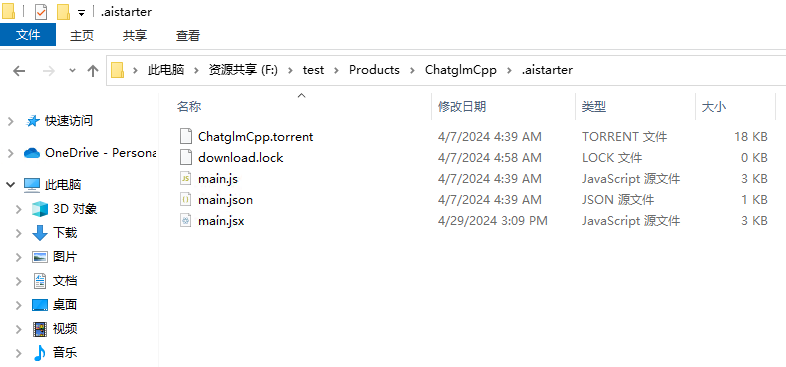 .aistarter
文件 主页 共享 查看
此电脑 资源共享 (F:) test Products ChatglmCpp .aistarter
名称 修改日期 类型 大小
快速访问
OneDrive - Persona
此电脑
3D 对象
下载
图片
文档
桌面
视频
音乐
ChatglmCpp.torrent 4/7/2024 4:39 AM TORRENT 文件 18 KB
download.lock 4/7/2024 4:58 AM LOCK 文件 0 KB
main.js 4/7/2024 4:39 AM JavaScript 源文件 3 KB
main.json 4/7/2024 4:39 AM JSON 源文件 1 KB
main.jsx 4/29/2024 3:09 PM JavaScript 源文件 3 KB